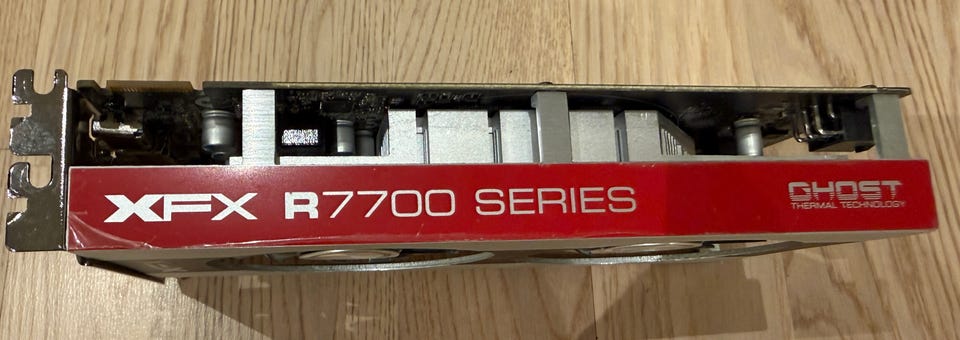 XFX R7700 SERIES
GHOST
THERMAL TECHNOLOGY